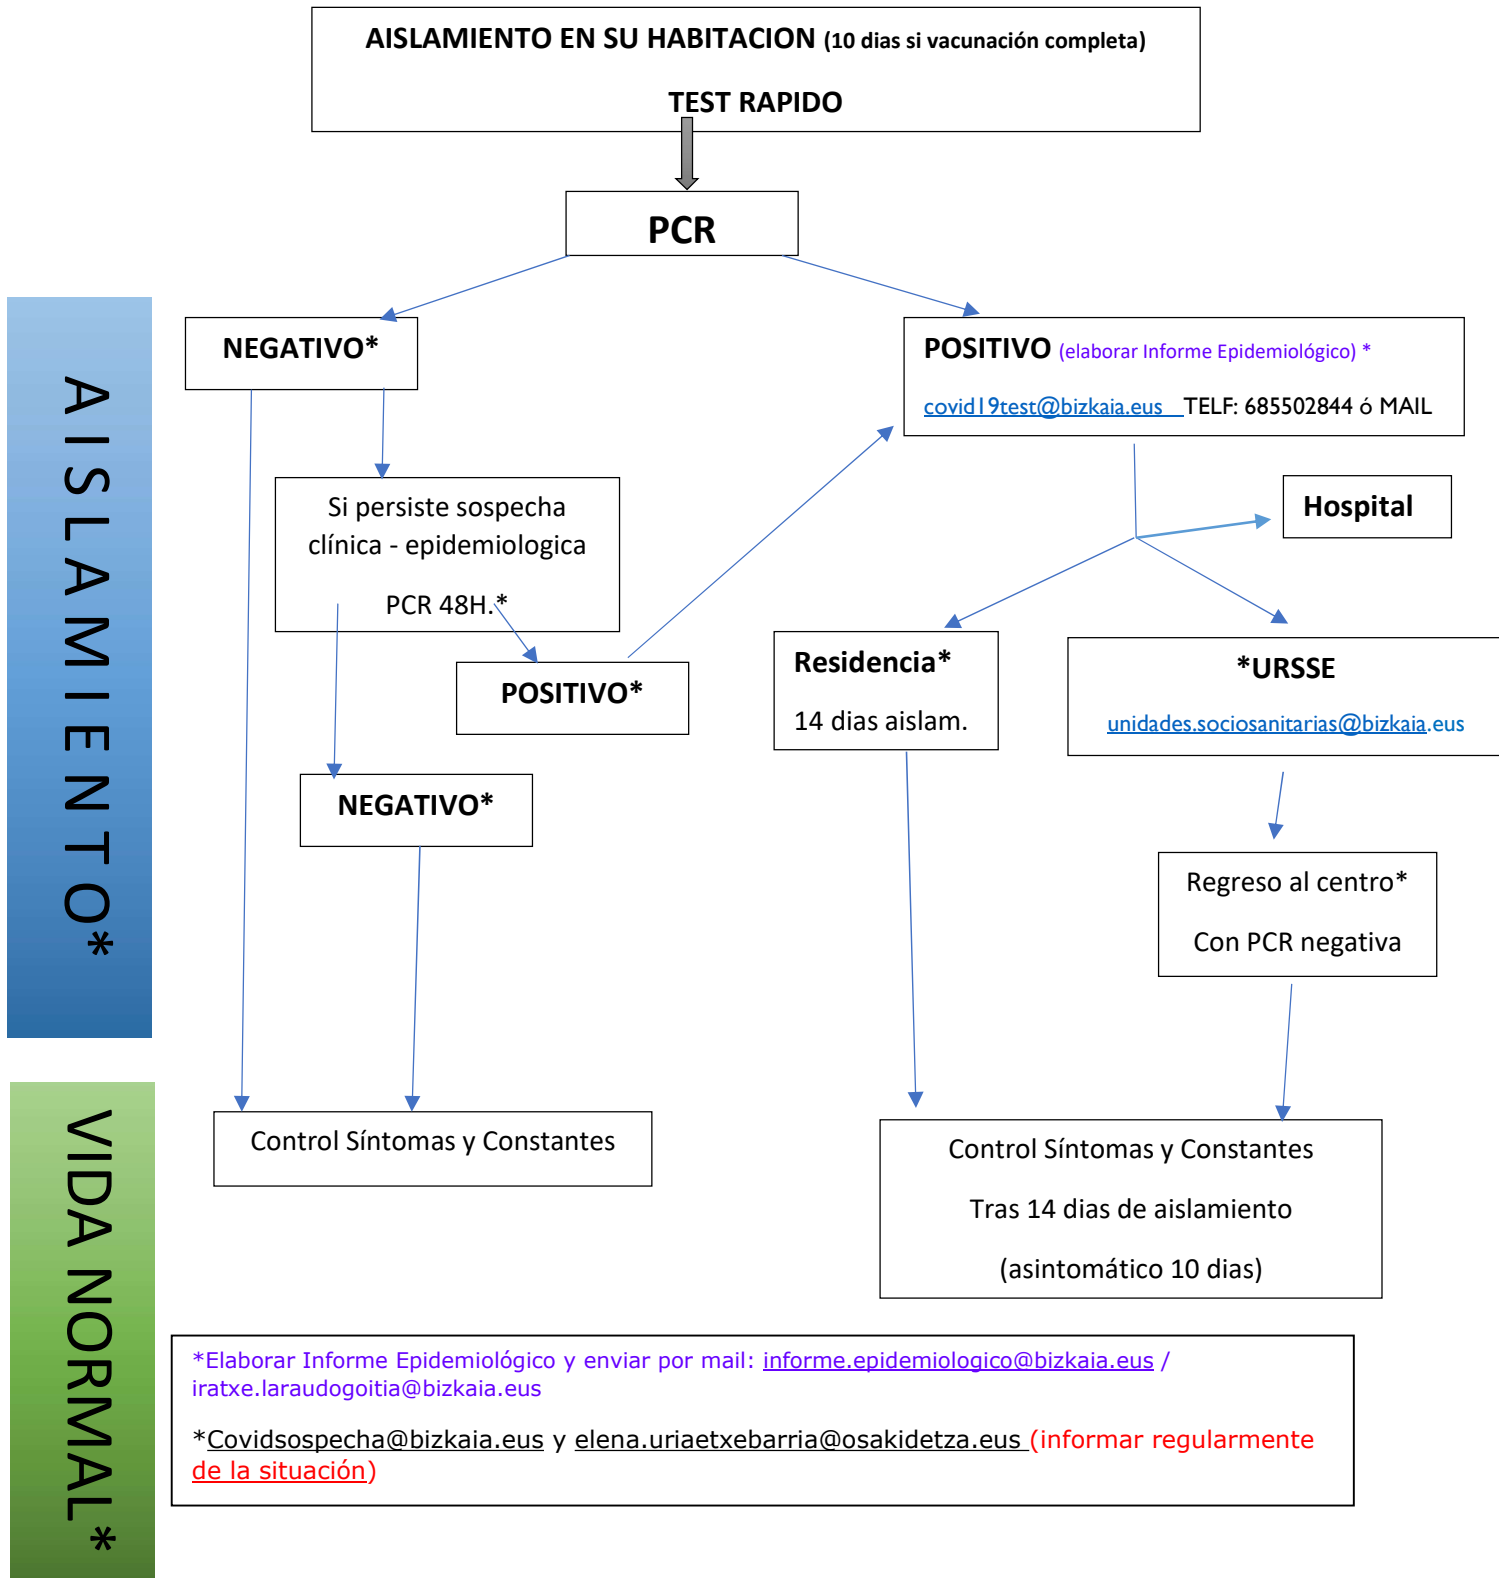 AISLAMIENTO EN SU HABITACION (10 dias si vacunación completa)
TEST RAPIDO
PCR
AISLAMIENTO*
NEGATIVO*
POSITIVO (elaborar Informe Epidemiológico) *
covid19test@bizkaia.eus TELF: 685502844 ó MAIL
Si persiste sospecha
clínica - epidemiologica
PCR 48H.*
Hospital
POSITIVO*
Residencia*
14 dias aislam.
*URSSE
unidades.sociosanitarias@bizkaia.eus
NEGATIVO*
Regreso al centro*
Con PCR negativa
VIDA NORMAL*
Control Síntomas y Constantes
Control Síntomas y Constantes
Tras 14 dias de aislamiento
(asintomático 10 dias)
*Elaborar Informe Epidemiológico y enviar por mail: informe.epidemiologico@bizkaia.eus /
iratxe.laraudogoitia@bizkaia.eus
*Covidsospecha@bizkaia.eus y elena.uriaetxebarria@osakidetza.eus (informar regularmente
de la situación)